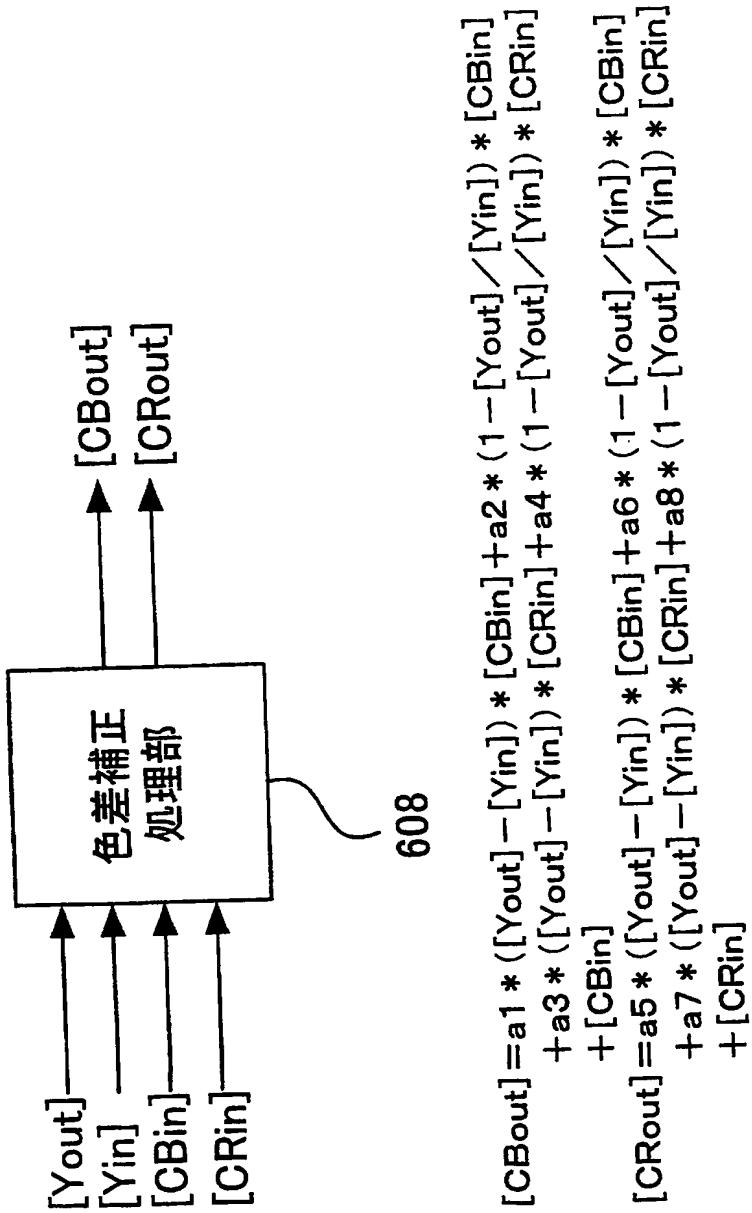 [Yout]
[Yin]
[CBin]
[CRin]
色差補正
処理部
608
[CBout]
[CRout]
[CBout]=a1*([Yout]-[Yin])*[CBin]+a2*(1-[Yout]/[Yin])*[CBin]
+a3*([Yout]-[Yin])*[CRin]+a4*(1-[Yout]/[Yin])*[CRin]
+[CBin]
[CRout]=a5*([Yout]-[Yin])*[CBin]+a6*(1-[Yout]/[Yin])*[CBin]
+a7*([Yout]-[Yin])*[CRin]+a8*(1-[Yout]/[Yin])*[CRin]
+[CRin]